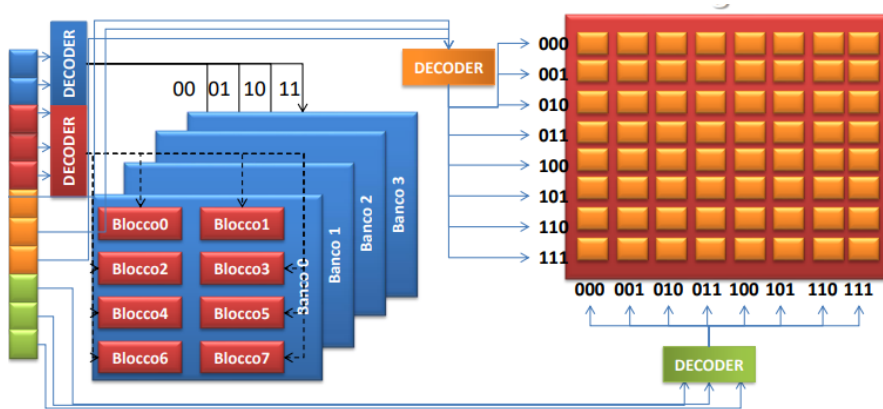 DECODER
DECODER
00 01 10 11
Banco 3
Banco 2
Banco 1
Banco 0
Blocco0 Blocco1
Blocco2 Blocco3
Blocco4 Blocco5
Blocco6 Blocco7
DECODER
000
001
010
011
100
101
110
111
000 001 010 011 100 101 110 111
DECODER